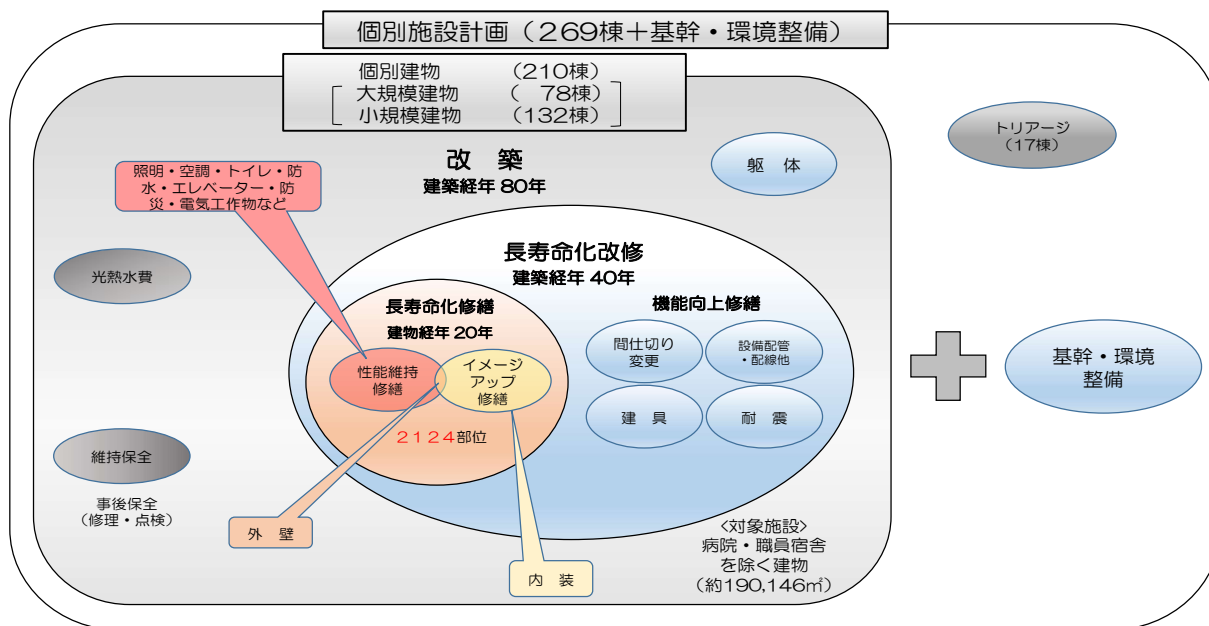 個別施設計画（２６９棟＋基幹・環境整備）
個別建物　　（２１０棟）
大規模建物　　（　７８棟）
小規模建物　　（１３２棟）
トリアージ
（17棟）
改　築
建築経年 80年
躯　体
照明・空調・トイレ・防
水・エレベーター・防
災・電気工作物など
光熱水費
長寿命化改修
建築経年 40年
長寿命化修繕
建物経年 20年
機能向上修繕
間仕切り
変更
設備配管
・配線他
性能維持
修繕
イメージ
アップ
修繕
建　具
耐　震
２１２４部位
基幹・環境
整備
維持保全
事後保全
（修理・点検）
外　壁
内　装
<対象施設>
病院・職員宿舎
を除く建物
（約190,146㎡）